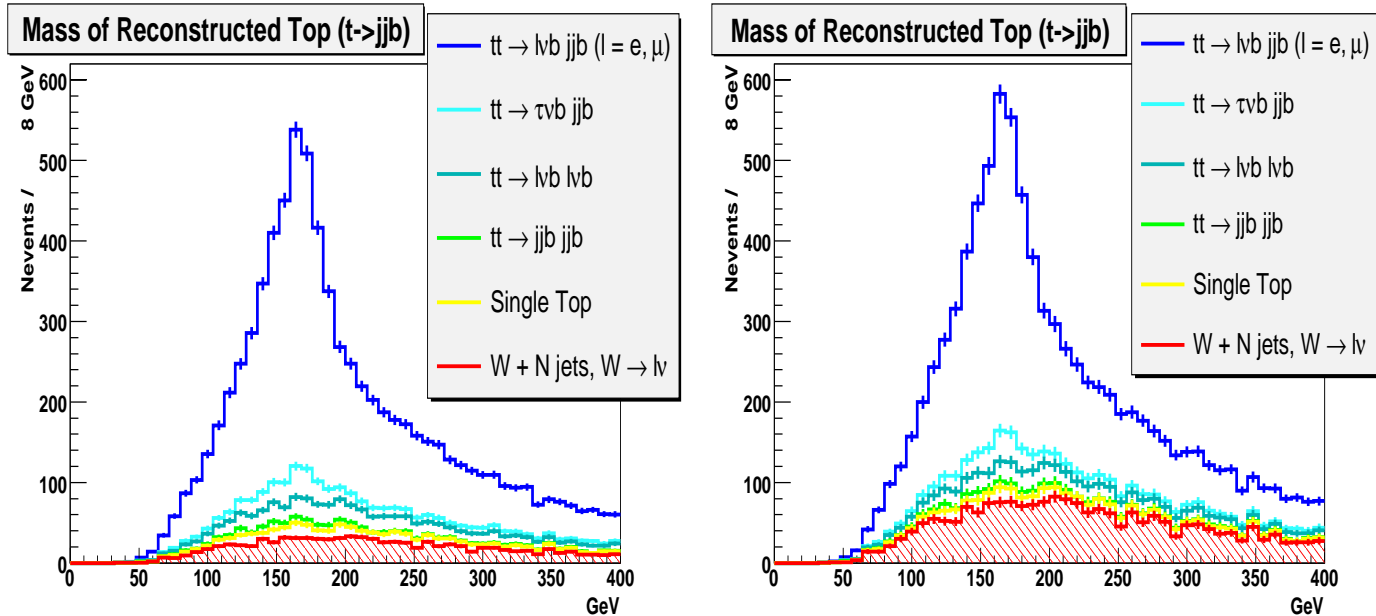 Mass of Reconstructed Top (t->jjb)
Nevents / 8 GeV
600
500
400
300
200
100
0
0 50 100 150 200 250 300 350 400
GeV
tt → lνb jjb (l = e, μ)
tt → τνb jjb
tt → lνb lνb
tt → jjb jjb
Single Top
W + N jets, W → lν
Mass of Reconstructed Top (t->jjb)
Nevents / 8 GeV
600
500
400
300
200
100
0
0 50 100 150 200 250 300 350 400
GeV
tt → lνb jjb (l = e, μ)
tt → τνb jjb
tt → lνb lνb
tt → jjb jjb
Single Top
W + N jets, W → lν